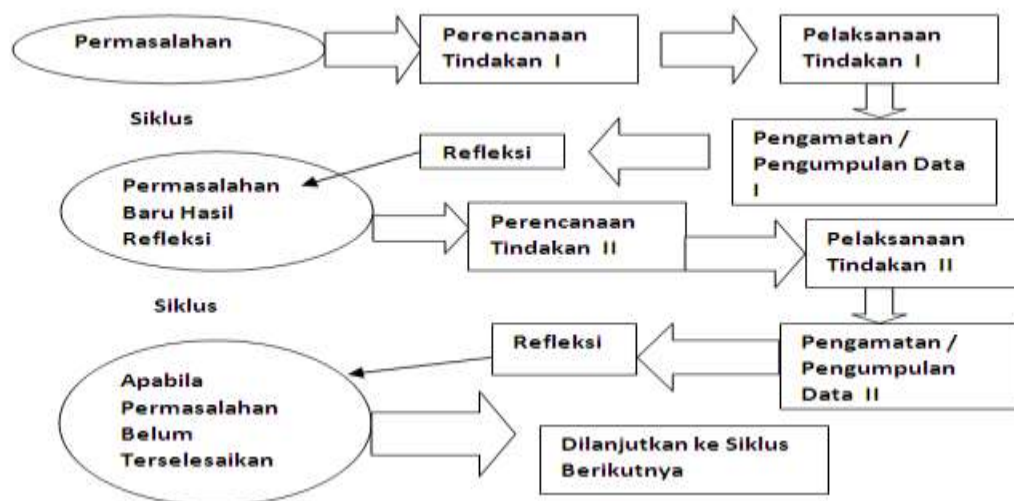 Permasalahan
Perencanaan
Tindakan I
Pelaksanaan
Tindakan I
Siklus
Pengamatan /
Pengumpulan Data
I
Refleksi
Permasalahan
Baru Hasil
Refleksi
Perencanaan
Tindakan II
Pelaksanaan
Tindakan II
Siklus
Pengamatan /
Pengumpulan
Data II
Refleksi
Apabila
Permasalahan
Belum
Terselesaikan
Dilanjutkan ke Siklus
Berikutnya